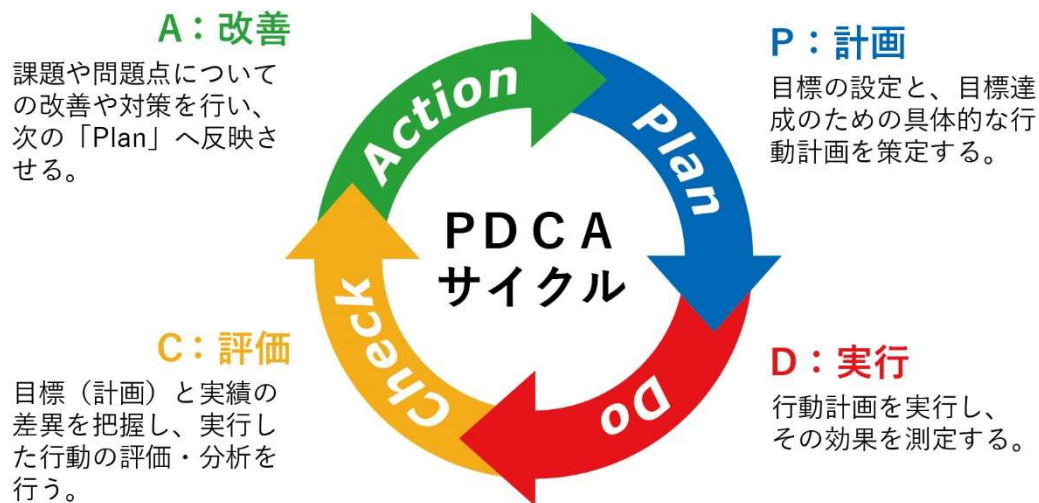 A：改善
課題や問題点についての
の改善や対策を行い、
次の「Plan」へ反映さ
せる。
P：計画
目標の設定と、目標達
成のための具体的な行
動計画を策定する。
Action
Plan
PDCA
サイクル
Check
Do
C：評価
目標（計画）と実績の
差異を把握し、実行し
た行動の評価・分析を
行う。
D：実行
行動計画を実行し、
その効果を測定する。